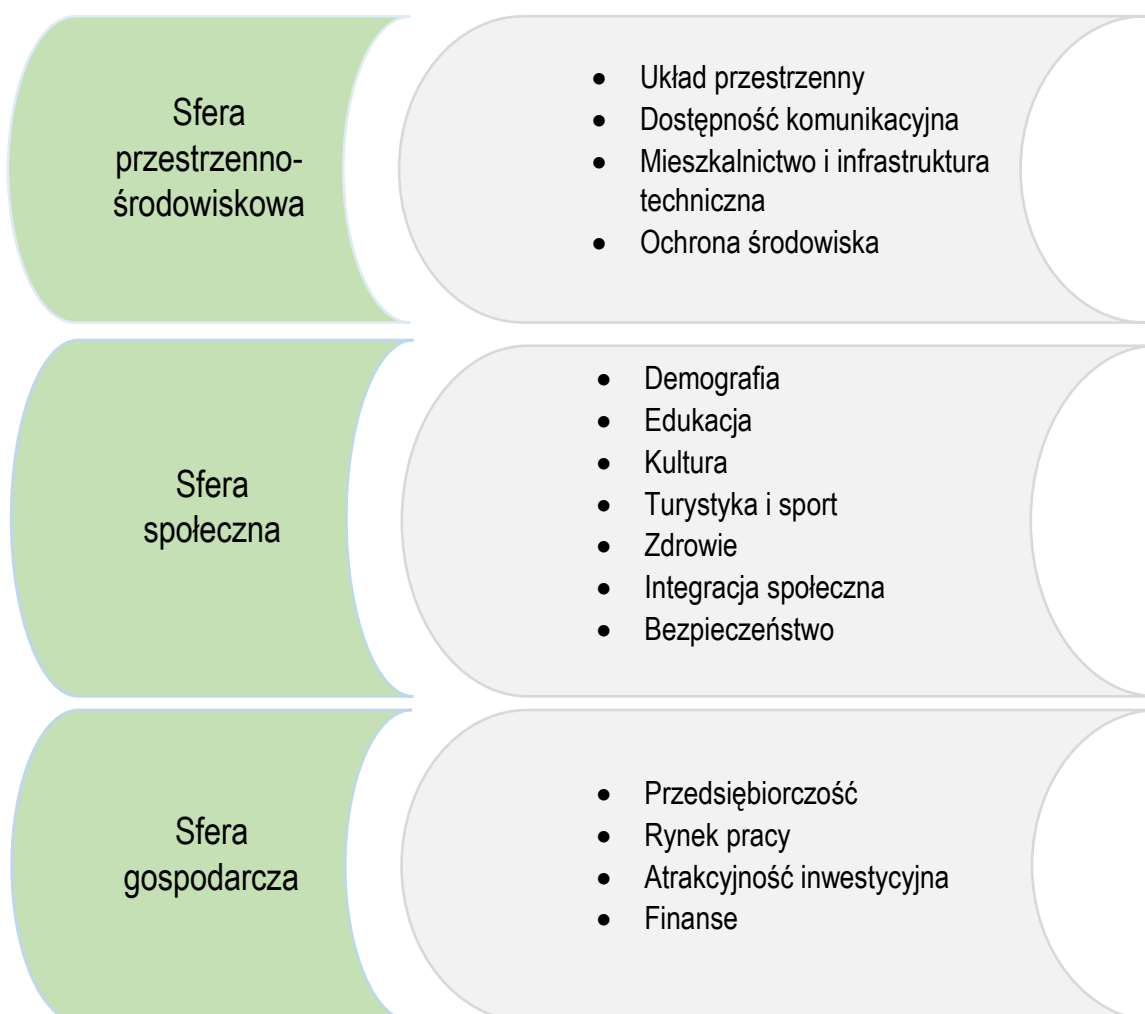 Sfera
przestrzenno-
środowiskowa
• Układ przestrzenny
• Dostępność komunikacyjna
• Mieszkalnictwo i infrastruktura
techniczna
• Ochrona środowiska
Sfera
społeczna
• Demografia
• Edukacja
• Kultura
• Turystyka i sport
• Zdrowie
• Integracja społeczna
• Bezpieczeństwo
Sfera
gospodarcza
• Przedsiębiorczość
• Rynek pracy
• Atrakcyjność inwestycyjna
• Finanse